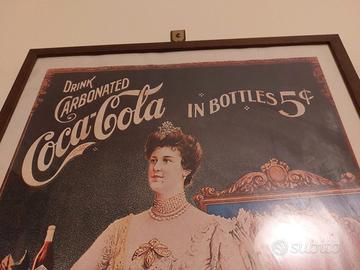 DRINK
CARBONATED
Coca-Cola
IN BOTTLES 5¢
subito